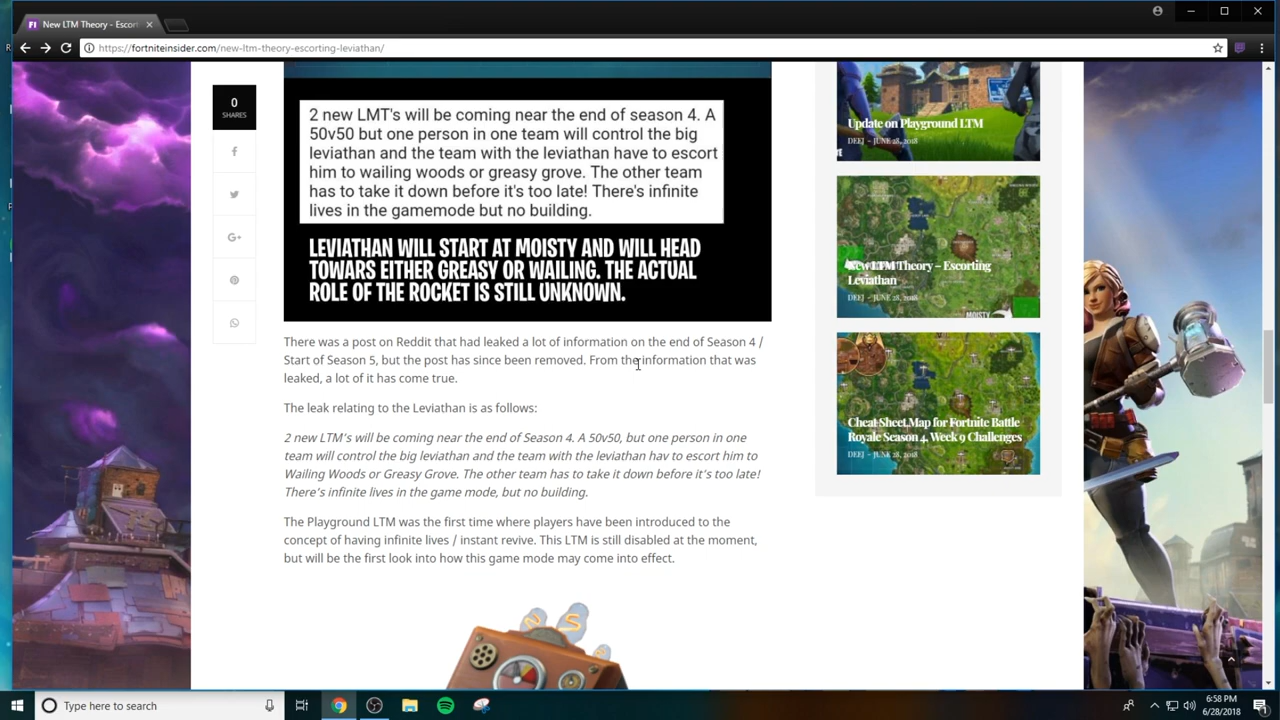 New LTM Theory - Escort
https://fortniteinsider.com/new-ltm-theory-escorting-leviathan/
0
SHARES
2 new LMT's will be coming near the end of season 4. A
50v50 but one person in one team will control the big
leviathan and the team with the leviathan have to escort
him to wailing woods or greasy grove. The other team
has to take it down before it's too late! There's infinite
lives in the gamemode but no building.
LEVIATHAN WILL START AT MOISTY AND WILL HEAD
TOWARS EITHER GREASY OR WAILING. THE ACTUAL
ROLE OF THE ROCKET IS STILL UNKNOWN.
There was a post on Reddit that had leaked a lot of information on the end of Season 4 /
Start of Season 5, but the post has since been removed. From the information that was
leaked, a lot of it has come true.
The leak relating to the Leviathan is as follows:
2 new LTM's will be coming near the end of Season 4. A 50v50, but one person in one
team will control the big leviathan and the team with the leviathan hav to escort him to
Wailing Woods or Greasy Grove. The other team has to take it down before it's too late!
There's infinite lives in the game mode, but no building.
The Playground LTM was the first time where players have been introduced to the
concept of having infinite lives / instant revive. This LTM is still disabled at the moment,
but will be the first look into how this game mode may come into effect.
Update on Playground LTM
DEEJ - JUNE 28, 2018
New LTM Theory – Escorting
Leviathan
DEEJ - JUNE 28, 2018
MOISTY
Cheat Sheet Map for Fortnite Battle
Royale Season 4, Week 9 Challenges
DEEJ - JUNE 28, 2018
Type here to search
6:58 PM
6/28/2018